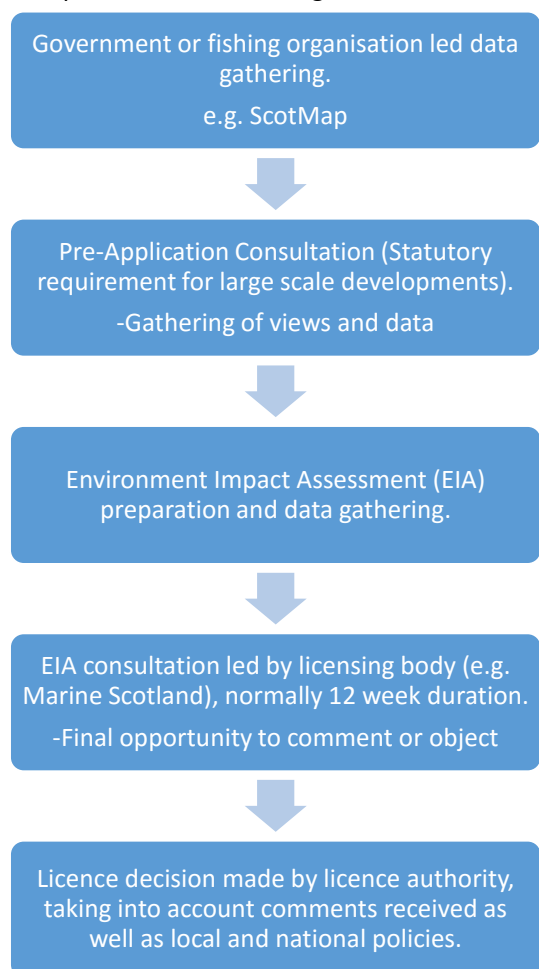 Government or fishing organisation led data
gathering.
e.g. ScotMap
Pre-Application Consultation (Statutory
requirement for large scale developments).
-Gathering of views and data
Environment Impact Assessment (EIA)
preparation and data gathering.
EIA consultation led by licensing body (e.g.
Marine Scotland), normally 12 week duration.
-Final opportunity to comment or object
Licence decision made by licence authority,
taking into account comments received as
well as local and national policies.